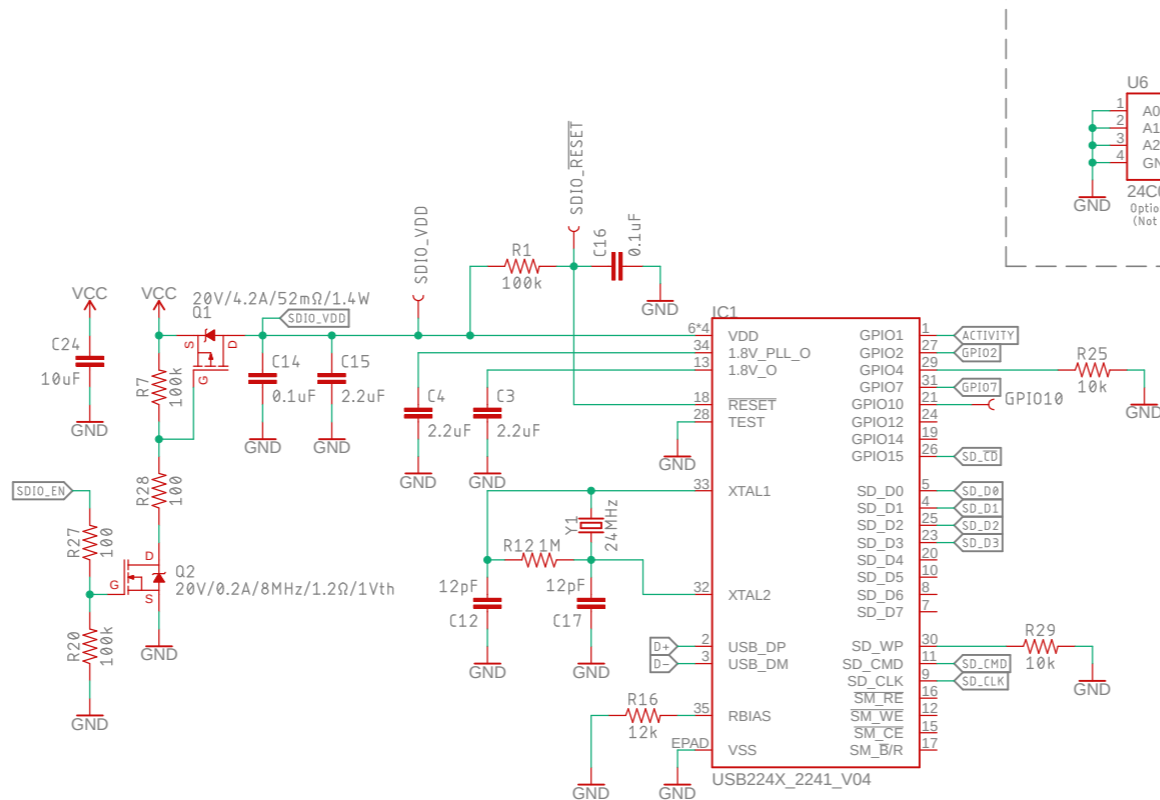 U6
1 A0
2 A1
3 A2
4 GN
GND
24C0
Optio
(Not
SDIO_RESET
SDIO_VDD
C16
0.1uF
R1
100k
GND
VCC
VCC
20V/4.2A/52mΩ/1.4W
Q1
S
D
G
SDIO_VDD
C24
10uF
GND
R7
100k
C14
0.1uF
GND
C15
2.2uF
GND
C4
2.2uF
GND
C3
2.2uF
GND
SDIO_EN
R28
100
R27
100
D
G
S
Q2
20V/0.2A/8MHz/1.2Ω/1Vth
GND
R20
100k
GND
GND
Y1
24MHz
R12 1M
12pF
C12
GND
12pF
C17
GND
D+
D-
R16
12k
GND
GND
IC1
6*4 VDD
34 1.8V_PLL_O
13 1.8V_O
18 RESET
28 TEST
33 XTAL1
32 XTAL2
2 USB_DP
3 USB_DM
35 RBIAS
EPAD VSS
GPIO1 1 ACTIVITY
GPIO2 27 GPIO2
GPIO4 29
GPIO7 31 GPIO7
GPIO10 21 GPIO10
GPIO12 24
GPIO14 19
GPIO15 26 SD_CD
SD_D0 5 SD_D0
SD_D1 4 SD_D1
SD_D2 25 SD_D2
SD_D3 23 SD_D3
SD_D4 20
SD_D5 10
SD_D6 8
SD_D7 7
SD_WP 30
SD_CMD 11 SD_CMD
SD_CLK 9 SD_CLK
SM_RE 16
SM_WE 12
SM_CE 15
SM_B/R 17
USB224X_2241_V04
R25
10k
GND
R29
10k
GND